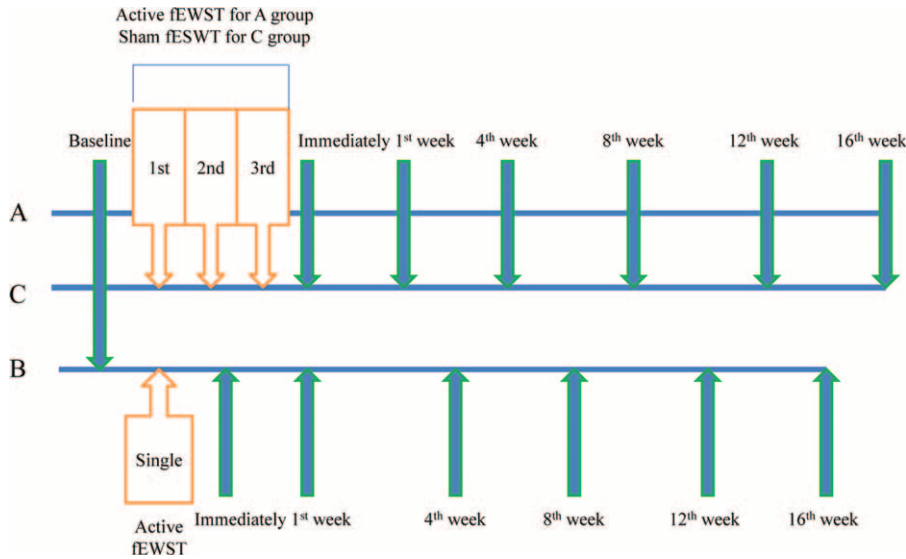 Active fEWST for A group
Sham fESWT for C group
Baseline
1st
2nd
3rd
Immediately 1st week
4th week
8th week
12th week
16th week
A
C
B
Single
Active
fEWST
Immediately 1st week
4th week
8th week
12th week
16th week